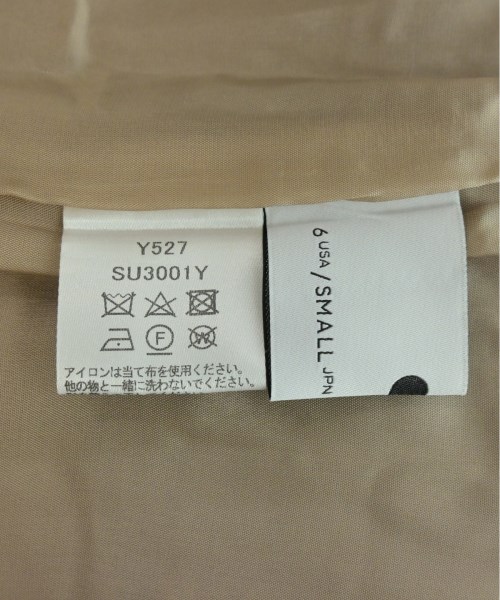 Y527
SU3001Y
F
W
アイロンは当て布を使用ください。
他の物と一緒に洗わないでください。
6 USA / SMALL JPN